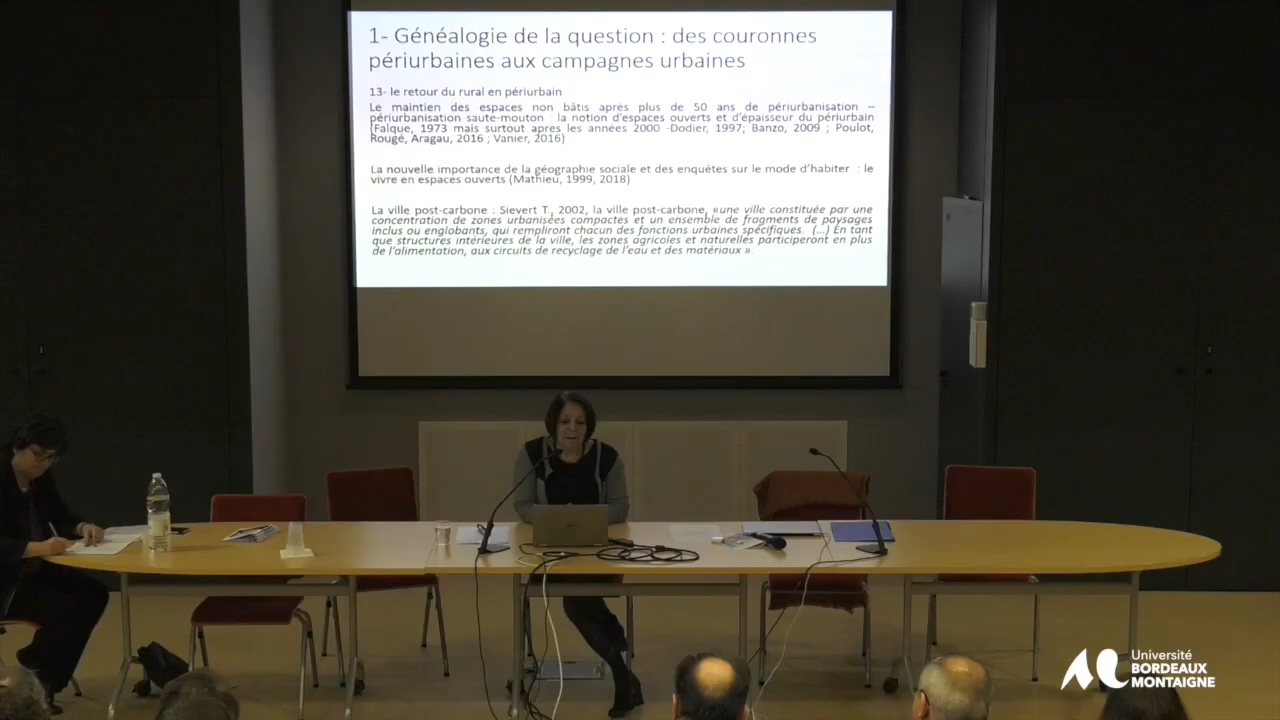 1- Généalogie de la question : des couronnes
périurbaines aux campagnes urbaines
13- le retour du rural en périurbain
Le maintien des espaces non bâtis après plus de 50 ans de périurbanisation –
périurbanisation saute-mouton : la notion d'espaces ouverts et d'épaisseur du périurbain
(Falque, 1973 mais surtout après les années 2000 -Dodier, 1997; Banzo, 2009 ; Poulot,
Rougé, Aragau, 2016 ; Vanier, 2016)
La nouvelle importance de la géographie sociale et des enquêtes sur le mode d'habiter : le
vivre en espaces ouverts (Mathieu, 1999, 2018)
La ville post-carbone : Sievert T., 2002, la ville post-carbone, «une ville constituée par une
concentration de zones urbanisées compactes et un ensemble de fragments de paysages
inclus ou englobants, qui rempliront chacun des fonctions urbaines spécifiques. (...) En tant
que structures intérieures de la ville, les zones agricoles et naturelles participeront en plus
de l'alimentation, aux circuits de recyclage de l'eau et des matériaux ».
Université
BORDEAUX
MONTAIGNE